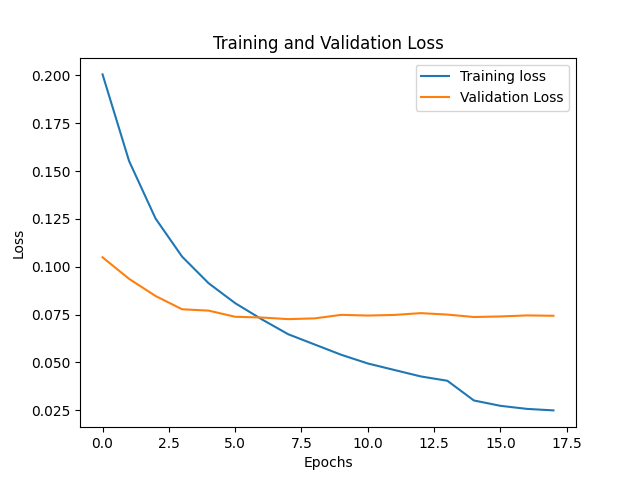 Training and Validation Loss
Training loss
Validation Loss
0.200
0.175
0.150
0.125
0.100
0.075
0.050
0.025
Loss
0.0 2.5 5.0 7.5 10.0 12.5 15.0 17.5
Epochs